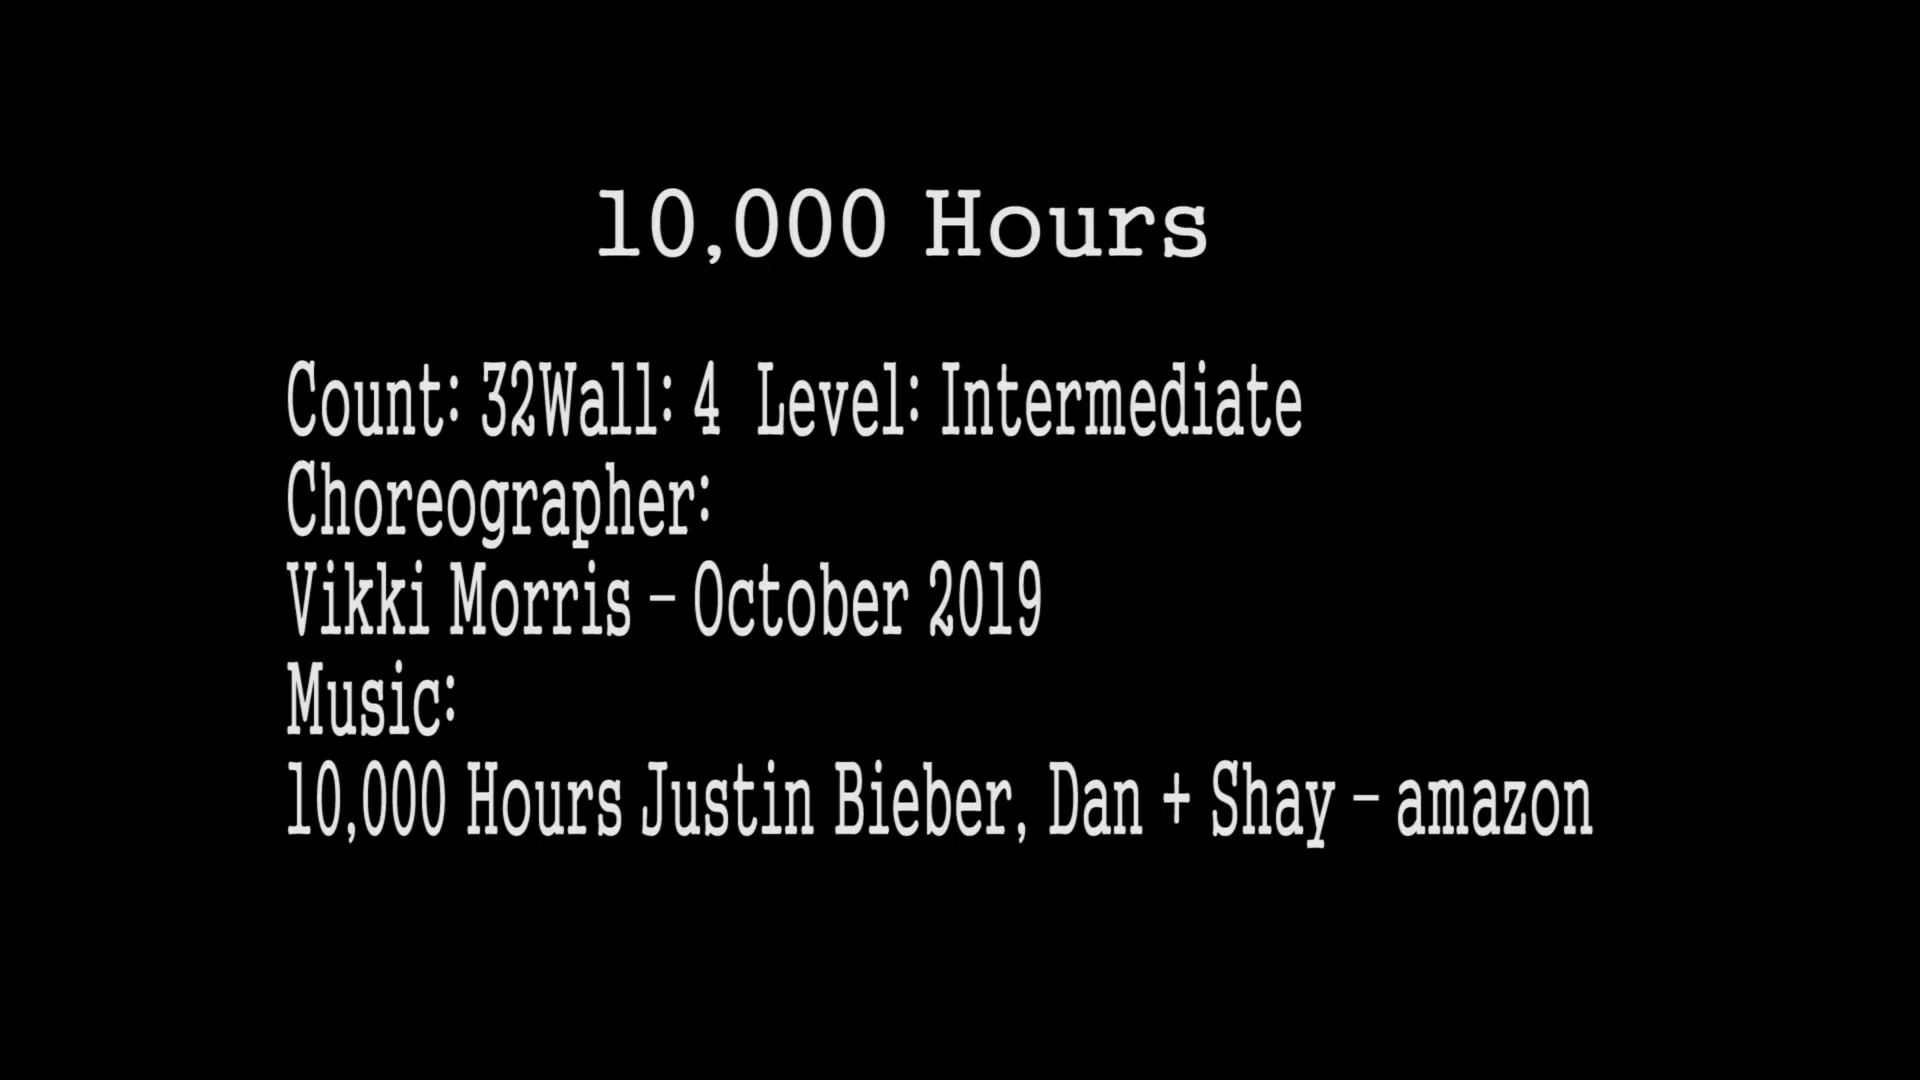 10,000 Hours
Count: 32Wall: 4 Level: Intermediate
Choreographer:
Vikki Morris - October 2019
Music:
10,000 Hours Justin Bieber, Dan + Shay - amazon